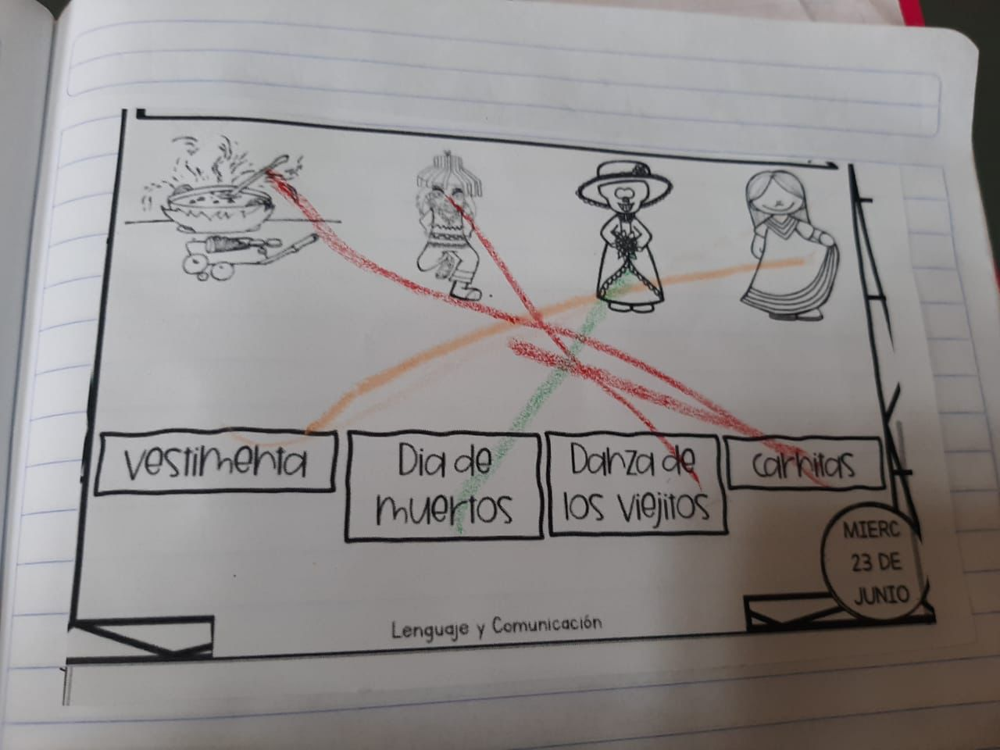 vestimenta
Dia de
muertos
Danza de
los viejitos
carnitas
MIERC
23 DE
JUNIO
Lenguaje y Comunicación